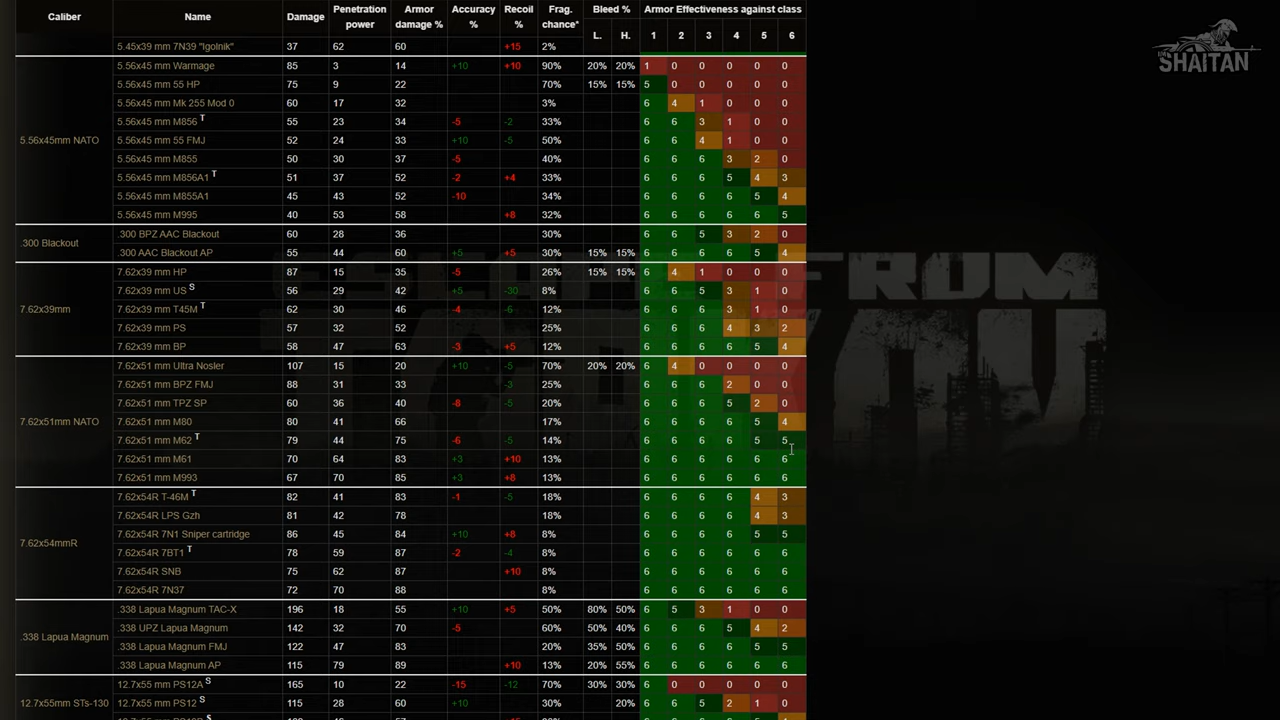 Caliber Name Damage Penetration power Armor damage % Accuracy % Recoil % Frag. chance* Bleed % L. H. Armor Effectiveness against class 1 2 3 4 5 6
SHAITAN
5.45x39 mm 7N39 "Igolnik" 37 62 60 +15 2%
5.56x45mm NATO
5.56x45 mm Warmage 85 3 14 +10 +10 90% 20% 20% 1 0 0 0 0 0
5.56x45 mm 55 HP 75 9 22 70% 15% 15% 5 0 0 0 0 0
5.56x45 mm Mk 255 Mod 0 60 17 32 3% 6 4 1 0 0 0
5.56x45 mm M856 T 55 23 34 -5 -2 33% 6 6 3 1 0 0
5.56x45 mm 55 FMJ 52 24 33 +10 -5 50% 6 6 4 1 0 0
5.56x45 mm M855 50 30 37 -5 40% 6 6 6 3 2 0
5.56x45 mm M856A1 T 51 37 52 -2 +4 33% 6 6 6 5 4 3
5.56x45 mm M855A1 45 43 52 -10 34% 6 6 6 6 5 4
5.56x45 mm M995 40 53 58 +8 32% 6 6 6 6 6 5
.300 Blackout
.300 BPZ AAC Blackout 60 28 36 30% 6 6 5 3 2 0
.300 AAC Blackout AP 55 44 60 +5 +5 30% 15% 15% 6 6 6 6 5 4
7.62x39mm
7.62x39 mm HP 87 15 35 -5 26% 15% 15% 6 4 1 0 0 0
7.62x39 mm US S 56 29 42 +5 -30 8% 6 6 5 3 1 0
7.62x39 mm T45M T 62 30 46 -4 -6 12% 6 6 6 3 1 0
7.62x39 mm PS 57 32 52 25% 6 6 6 4 3 2
7.62x39 mm BP 58 47 63 -3 +5 12% 6 6 6 6 5 4
7.62x51mm NATO
7.62x51 mm Ultra Nosler 107 15 20 +10 -5 70% 20% 20% 6 4 0 0 0 0
7.62x51 mm BPZ FMJ 88 31 33 -3 25% 6 6 6 2 0 0
7.62x51 mm TPZ SP 60 36 40 -8 -5 20% 6 6 6 5 2 0
7.62x51 mm M80 80 41 66 17% 6 6 6 6 5 4
7.62x51 mm M62 T 79 44 75 -6 -5 14% 6 6 6 6 5 5
7.62x51 mm M61 70 64 83 +3 +10 13% 6 6 6 6 6 6
7.62x51 mm M993 67 70 85 +3 +8 13% 6 6 6 6 6 6
7.62x54mmR
7.62x54R T-46M T 82 41 83 -1 -5 18% 6 6 6 6 4 3
7.62x54R LPS Gzh 81 42 78 18% 6 6 6 6 4 3
7.62x54R 7N1 Sniper cartridge 86 45 84 +10 +8 8% 6 6 6 6 5 5
7.62x54R 7BT1 T 78 59 87 -2 -4 8% 6 6 6 6 6 6
7.62x54R SNB 75 62 87 +10 8% 6 6 6 6 6 6
7.62x54R 7N37 72 70 88 8% 6 6 6 6 6 6
.338 Lapua Magnum
.338 Lapua Magnum TAC-X 196 18 55 +10 +5 50% 80% 50% 6 5 3 1 0 0
.338 UPZ Lapua Magnum 142 32 70 -5 60% 50% 40% 6 6 6 5 4 2
.338 Lapua Magnum FMJ 122 47 83 20% 35% 50% 6 6 6 6 5 5
.338 Lapua Magnum AP 115 79 89 +10 13% 20% 55% 6 6 6 6 6 6
12.7x55mm STs-130
12.7x55 mm PS12A S 165 10 22 -15 -12 70% 30% 30% 6 0 0 0 0 0
12.7x55 mm PS12 S 115 28 60 +10 30% 20% 6 6 5 2 1 0
ESCAPE FROM
TARKOV